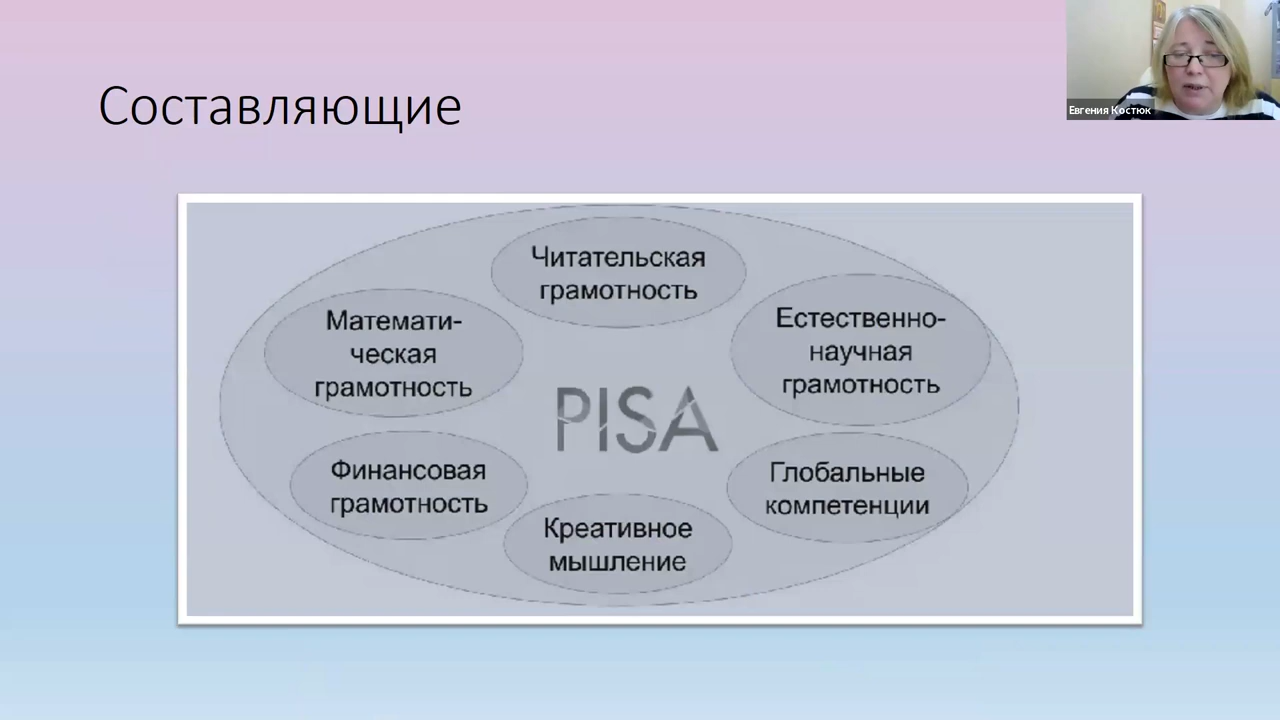 Составляющие
Евгения Костюк
Читательская
грамотность
Математи-
ческая
грамотность
Естественно-
научная
грамотность
PISA
Финансовая
грамотность
Глобальные
компетенции
Креативное
мышление